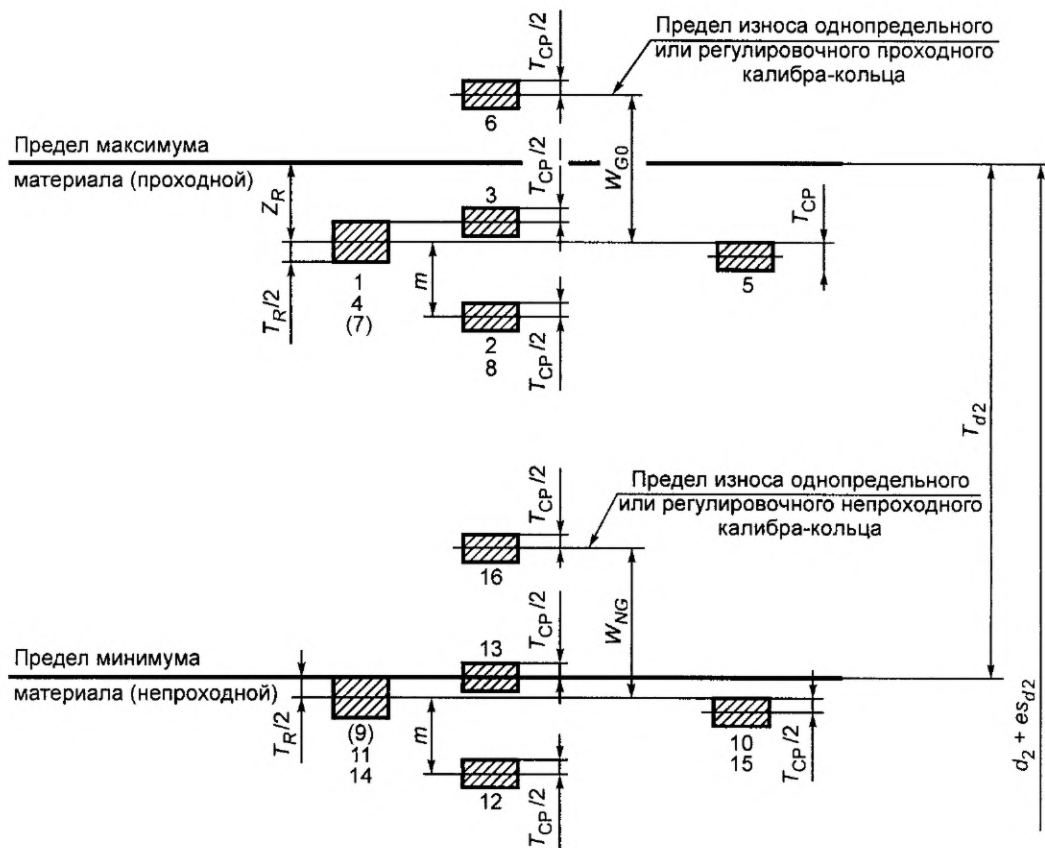 T_CP/2
Предел износа однопредельного
или регулировочного проходного
калибра-кольца
6
Предел максимума
материала (проходной)
T_CP/2
W_G0
Z_R
3
T_CP
1
4
(7)
m
5
T_R/2
2
8
T_CP/2
T_d2
T_CP/2
Предел износа однопредельного
или регулировочного непроходного
калибра-кольца
16
W_NG
T_CP/2
13
Предел минимума
материала (непроходной)
T_R/2
(9)
11
14
m
10
15
T_CP/2
12
T_CP/2
d_2 + es_d2